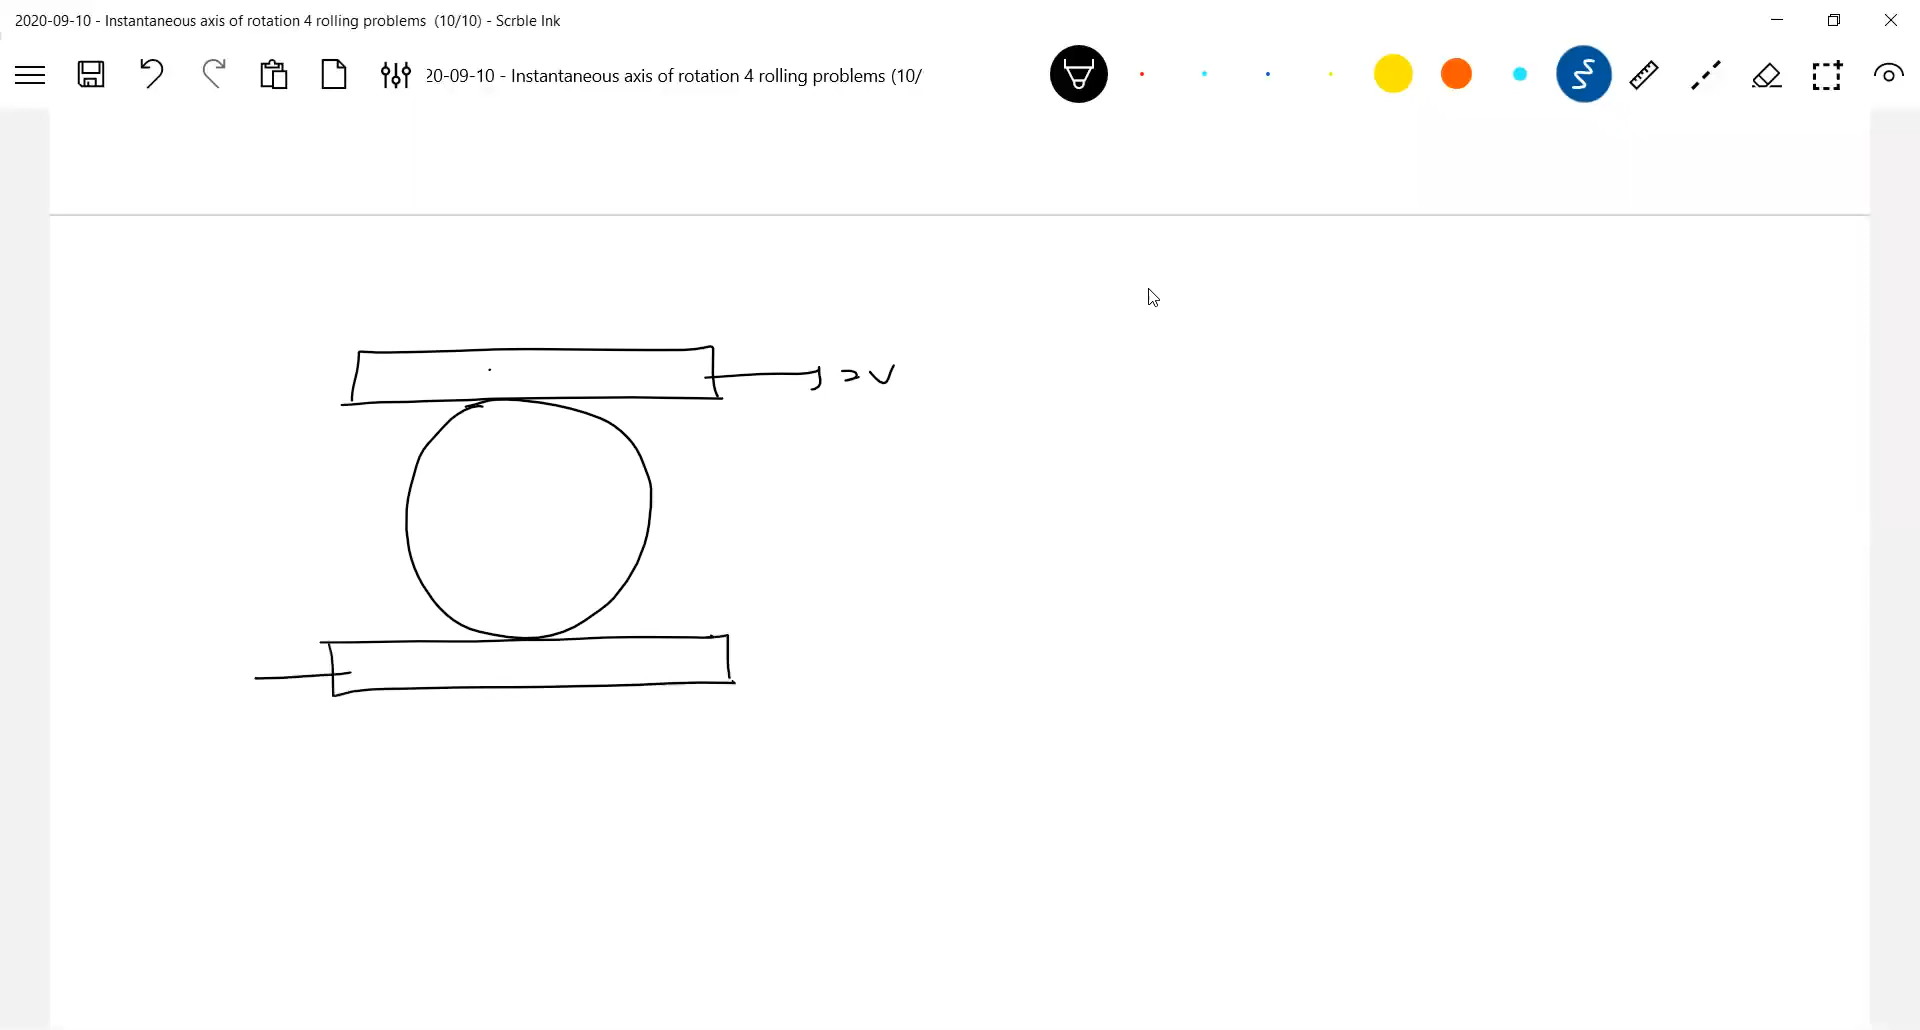 2020-09-10 - Instantaneous axis of rotation 4 rolling problems (10/10) - Scrble Ink
20-09-10 - Instantaneous axis of rotation 4 rolling problems (10/
2V